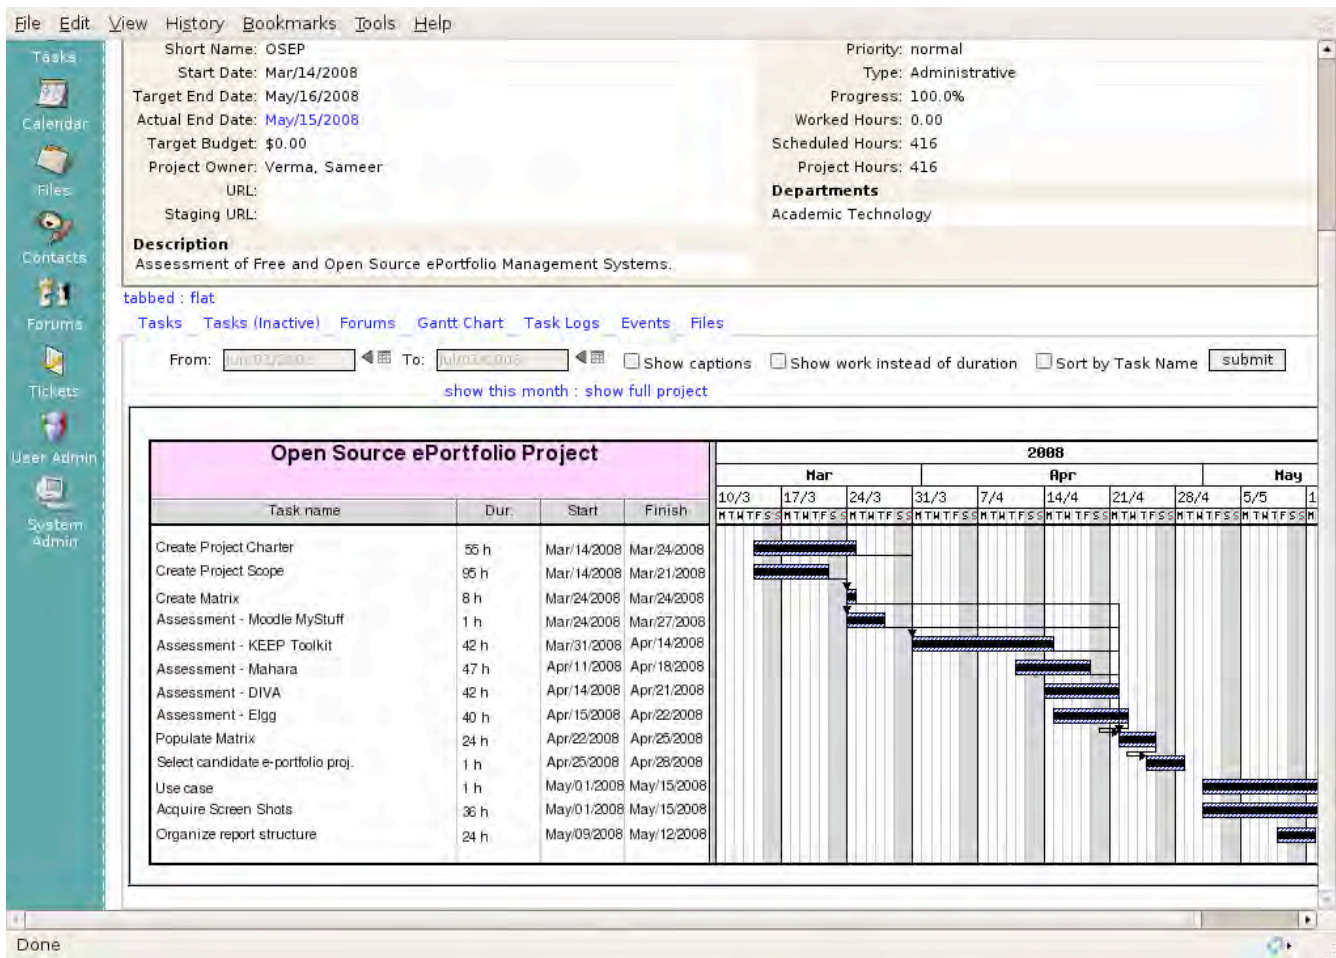 File Edit View History Bookmarks Tools Help
Tasks
Calendar
Files
Contacts
Forums
Tickets
User Admin
System
Admin
Short Name: OSEP
Start Date: Mar/14/2008
Target End Date: May/16/2008
Actual End Date: May/15/2008
Target Budget: $0.00
Project Owner: Verma, Sameer
URL:
Staging URL:
Priority: normal
Type: Administrative
Progress: 100.0%
Worked Hours: 0.00
Scheduled Hours: 416
Project Hours: 416
Departments
Academic Technology
Description
Assessment of Free and Open Source ePortfolio Management Systems.
tabbed : flat
Tasks Tasks (Inactive) Forums Gantt Chart Task Logs Events Files
From: To: Show captions Show work instead of duration Sort by Task Name submit
show this month : show full project
Open Source ePortfolio Project
Task name Dur. Start Finish
2008
Mar Apr May
10/3 17/3 24/3 31/3 7/4 14/4 21/4 28/4 5/5 1
M T W T F S S M T W T F S S M T W T F S S M T W T F S S M T W T F S S M T W T F S S M T W T F S S M T W T F S S M T W T F S S M
Create Project Charter 55 h Mar/14/2008 Mar/24/2008
Create Project Scope 95 h Mar/14/2008 Mar/21/2008
Create Matrix 8 h Mar/24/2008 Mar/24/2008
Assessment - Moodle MyStuff 1 h Mar/24/2008 Mar/27/2008
Assessment - KEEP Toolkit 42 h Mar/31/2008 Apr/14/2008
Assessment - Mahara 47 h Apr/11/2008 Apr/18/2008
Assessment - DIVA 42 h Apr/14/2008 Apr/21/2008
Assessment - Elgg 40 h Apr/15/2008 Apr/22/2008
Populate Matrix 24 h Apr/22/2008 Apr/25/2008
Select candidate e-portfolio proj. 1 h Apr/25/2008 Apr/28/2008
Use case 1 h May/01/2008 May/15/2008
Acquire Screen Shots 36 h May/01/2008 May/15/2008
Organize report structure 24 h May/09/2008 May/12/2008
Done